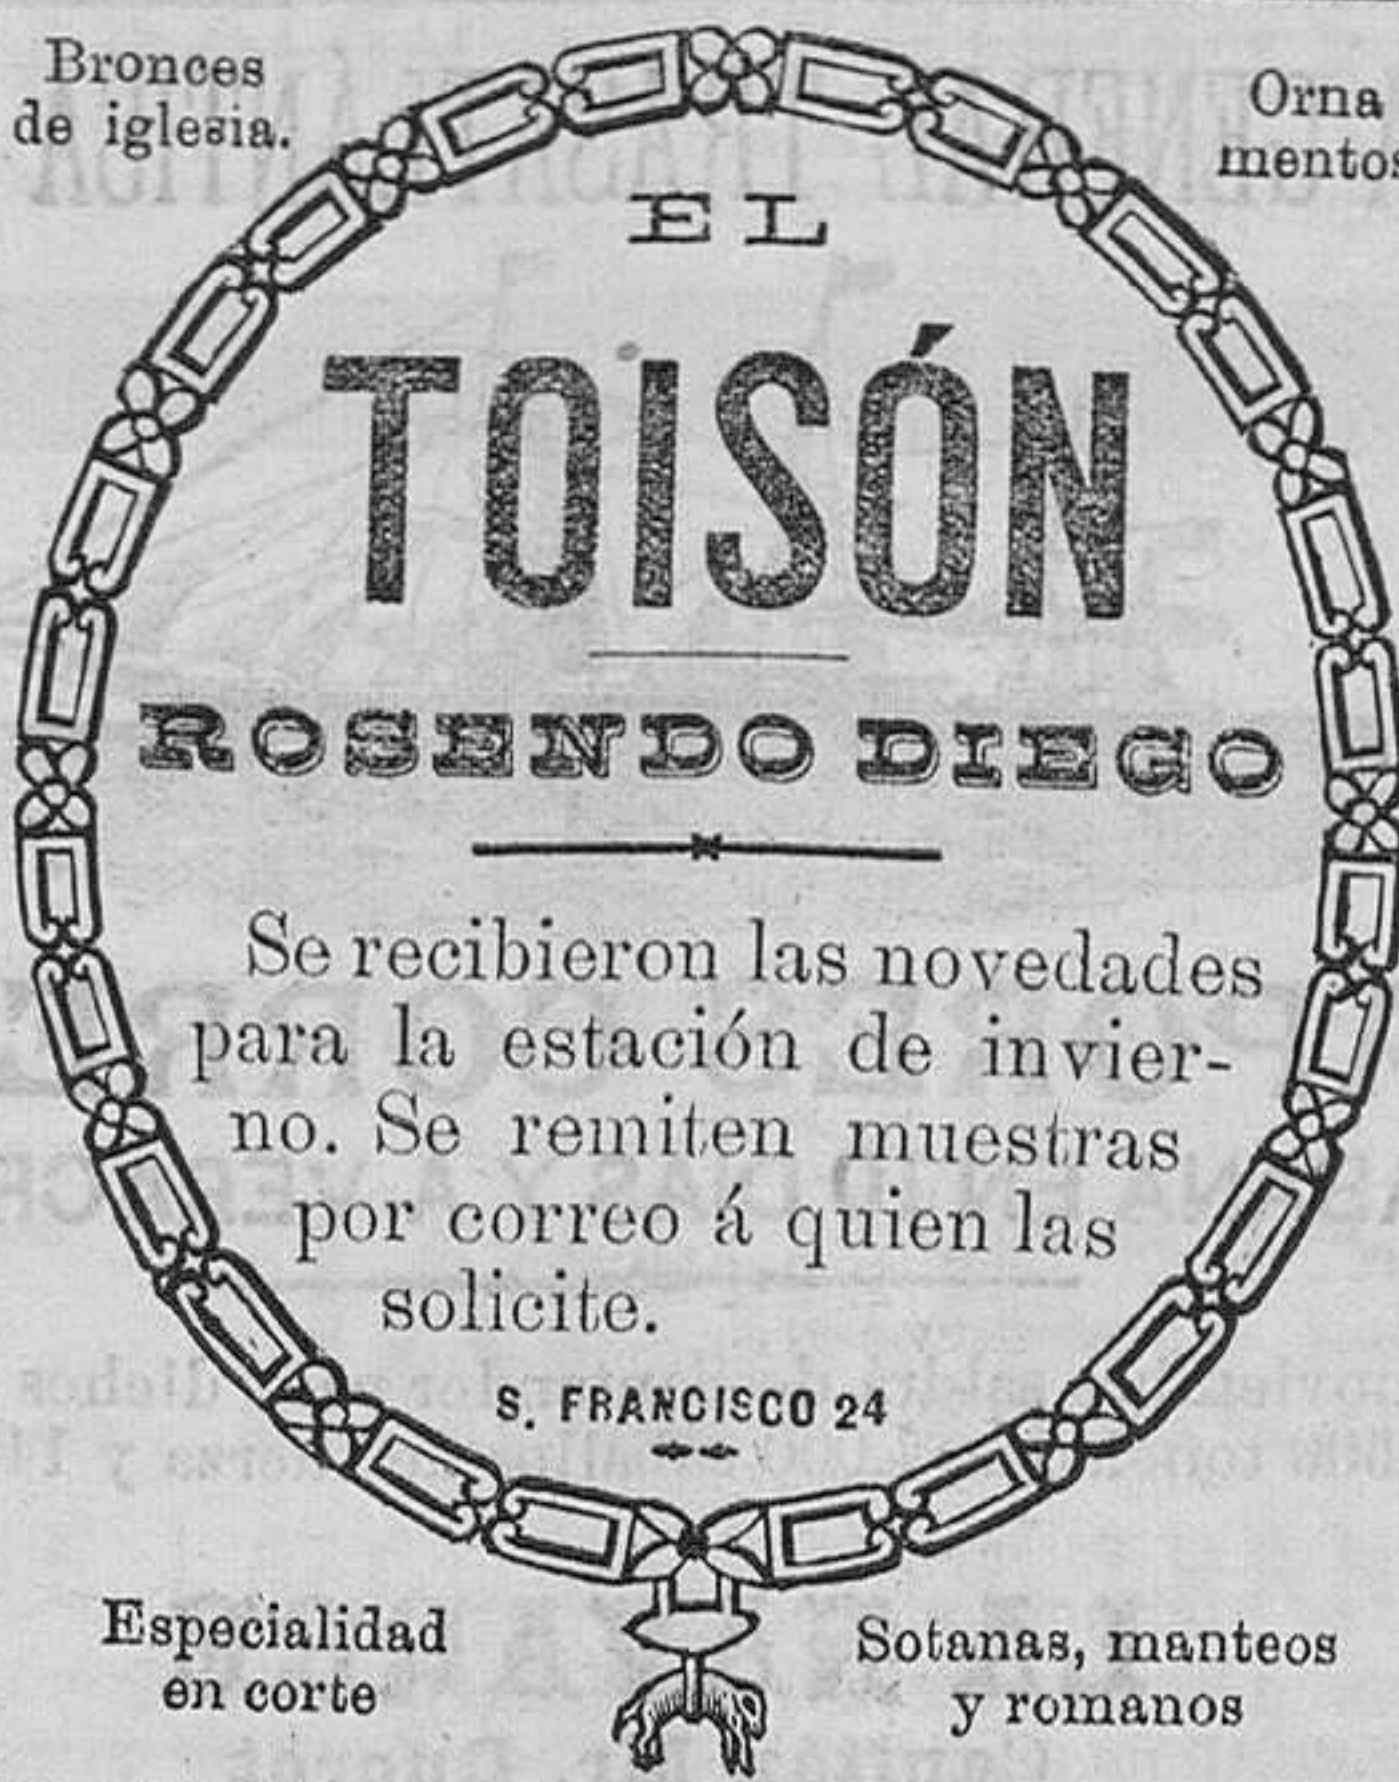 Bronces
de iglesia.
Orna
mentos
EL
TOISÓN
ROSENDO DIEGO
Se recibieron las novedades
para la estación de invier-
no. Se remiten muestras
por correo á quien las
solicite.
S. FRANCISCO 24
Especialidad
en corte
Sotanas, manteos
y romanos